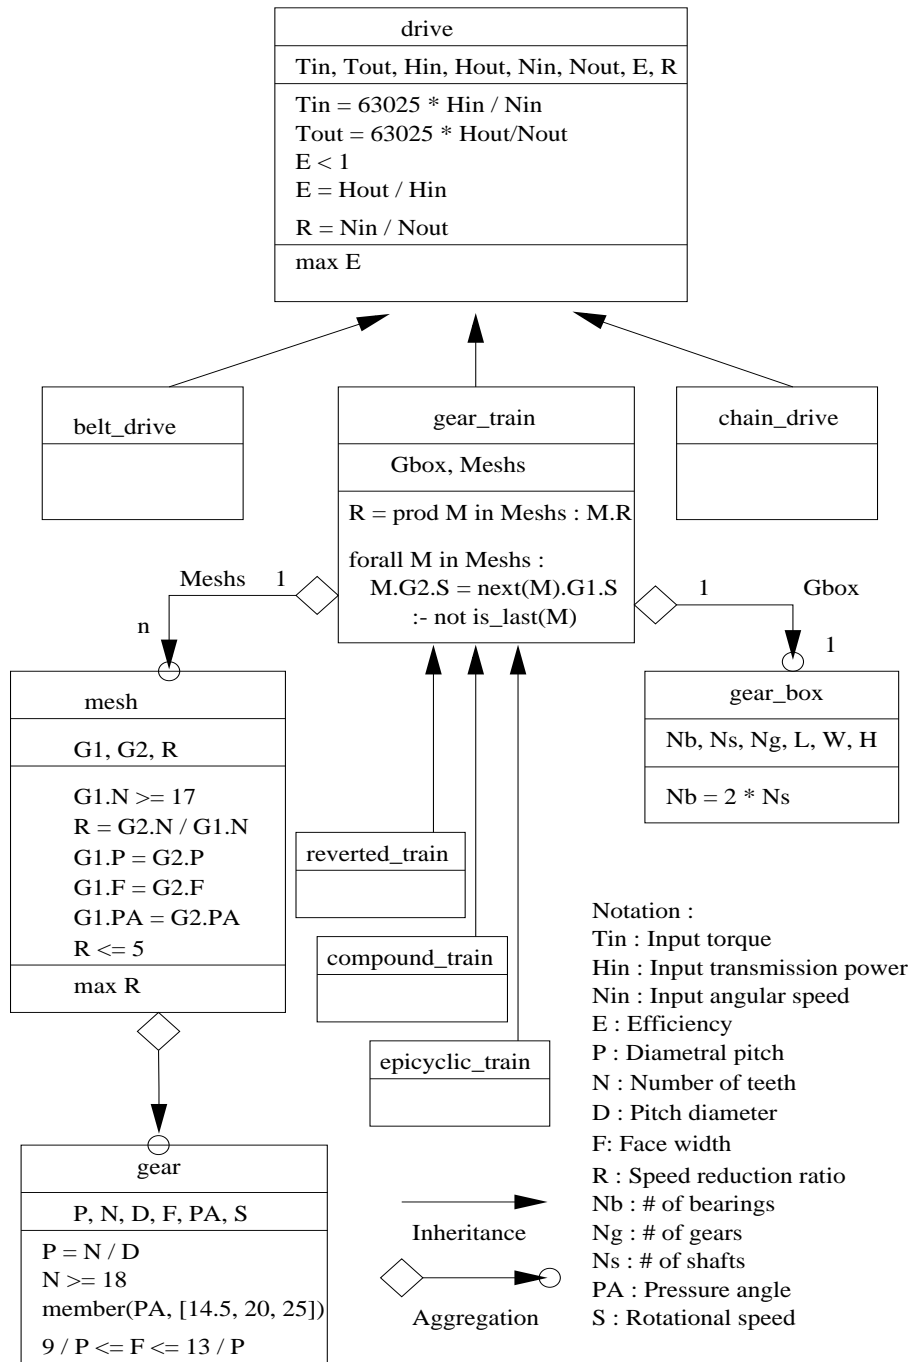 drive
Tin, Tout, Hin, Hout, Nin, Nout, E, R
Tin = 63025 * Hin / Nin
Tout = 63025 * Hout/Nout
E < 1
E = Hout / Hin
R = Nin / Nout
max E
belt_drive
gear_train
Gbox, Meshs
R = prod M in Meshs : M.R
forall M in Meshs :
M.G2.S = next(M).G1.S
:- not is_last(M)
chain_drive
Meshs 1
n
1 Gbox
1
mesh
G1, G2, R
G1.N >= 17
R = G2.N / G1.N
G1.P = G2.P
G1.F = G2.F
G1.PA = G2.PA
R <= 5
max R
gear_box
Nb, Ns, Ng, L, W, H
Nb = 2 * Ns
reverted_train
compound_train
epicyclic_train
gear
P, N, D, F, PA, S
P = N / D
N >= 18
member(PA, [14.5, 20, 25])
9 / P <= F <= 13 / P
Inheritance
Aggregation
Notation :
Tin : Input torque
Hin : Input transmission power
Nin : Input angular speed
E : Efficiency
P : Diametral pitch
N : Number of teeth
D : Pitch diameter
F: Face width
R : Speed reduction ratio
Nb : # of bearings
Ng : # of gears
Ns : # of shafts
PA : Pressure angle
S : Rotational speed